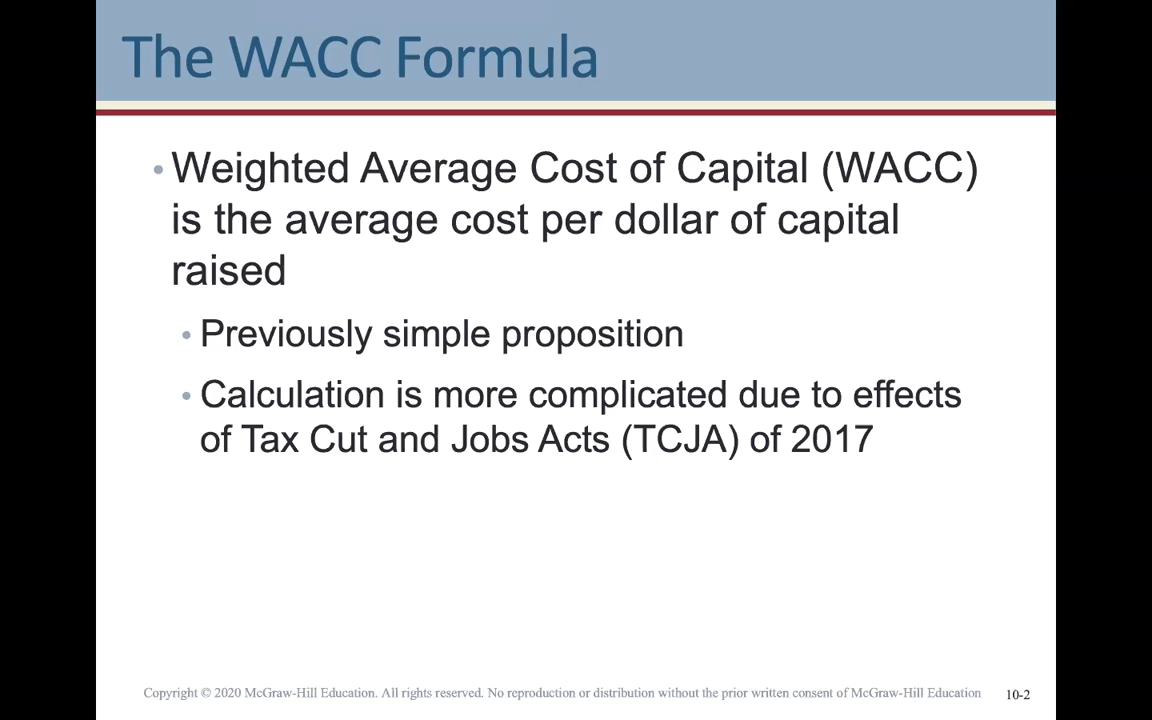 The WACC Formula
• Weighted Average Cost of Capital (WACC)
is the average cost per dollar of capital
raised
• Previously simple proposition
• Calculation is more complicated due to effects
of Tax Cut and Jobs Acts (TCJA) of 2017
Copyright © 2020 McGraw-Hill Education. All rights reserved. No reproduction or distribution without the prior written consent of McGraw-Hill Education 10-2